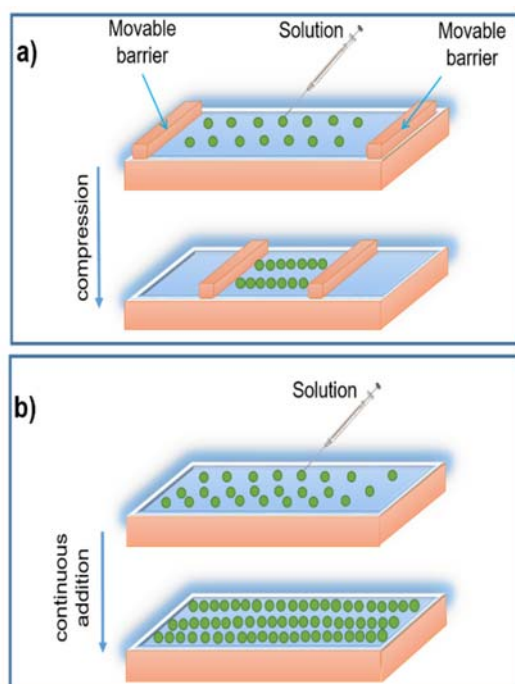 a)
Movable
barrier
Solution
Movable
barrier
compression
b)
Solution
continuous
addition